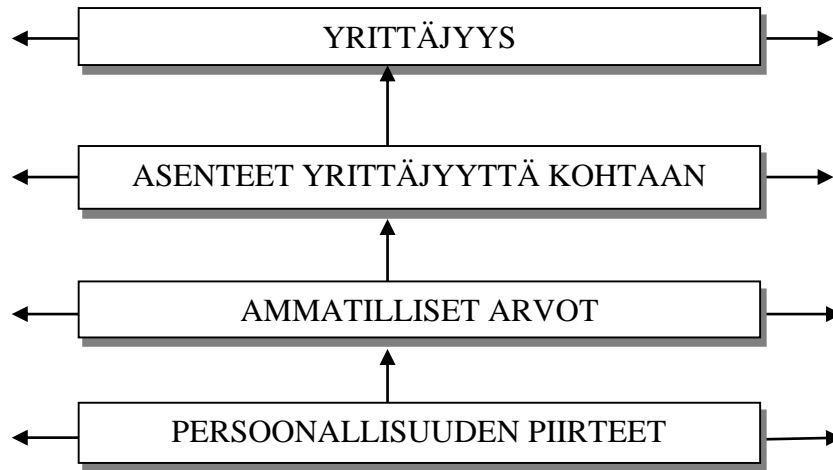 YRITTÄJYYS
ASENTEET YRITTÄJYYTTÄ KOHTAAN
AMMATILLISET ARVOT
PERSOONALLISUUDEN PIIRTEET